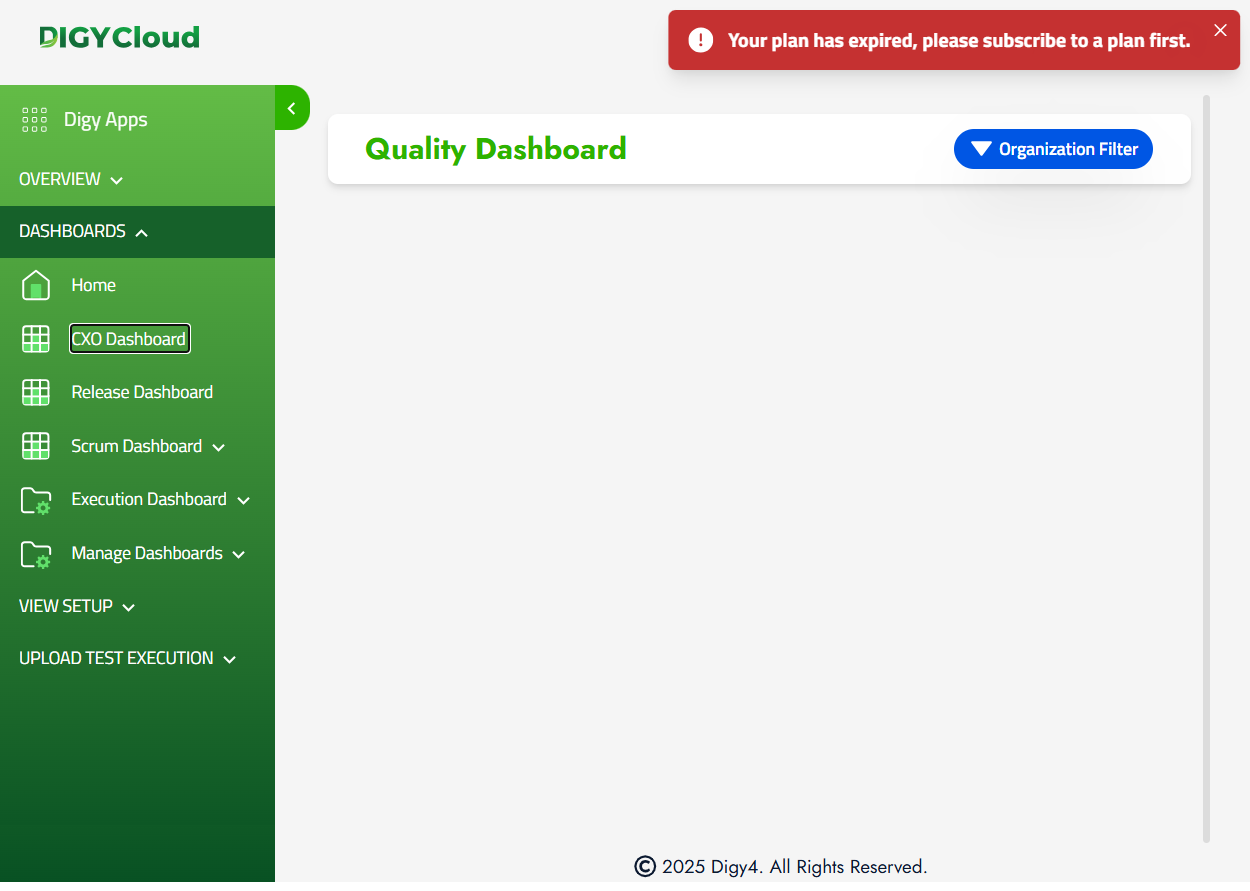 DIGYCloud
Your plan has expired, please subscribe to a plan first.
Digy Apps
OVERVIEW
DASHBOARDS
Home
CXO Dashboard
Release Dashboard
Scrum Dashboard
Execution Dashboard
Manage Dashboards
VIEW SETUP
UPLOAD TEST EXECUTION
Quality Dashboard
Organization Filter
© 2025 Digy4. All Rights Reserved.